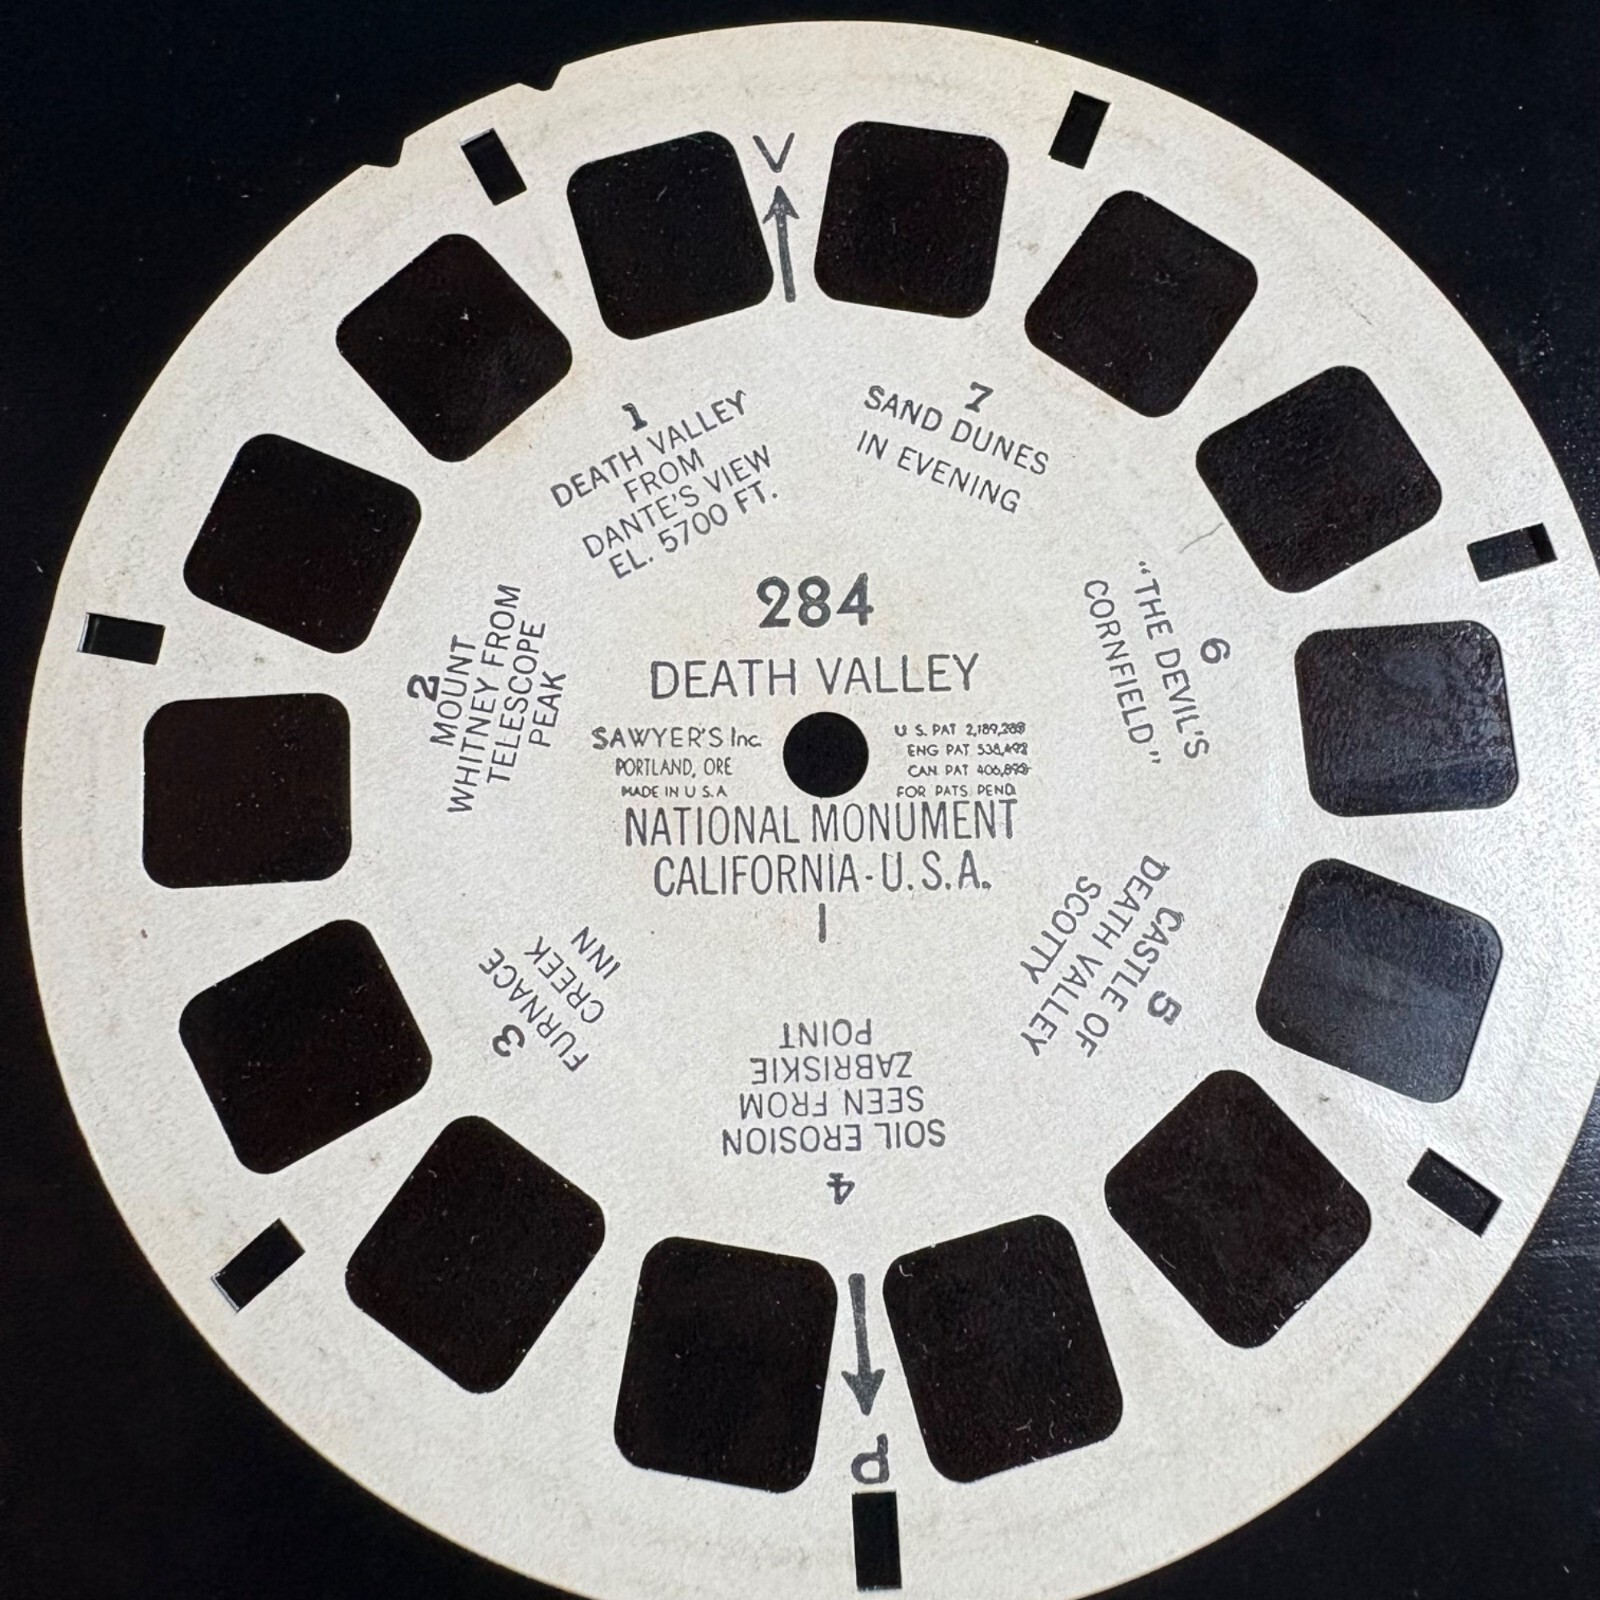 V
1
DEATH VALLEY
FROM
DANTE'S VIEW
EL. 5700 FT.
7
SAND DUNES
IN EVENING
284
DEATH VALLEY
SAWYER'S Inc.
PORTLAND, ORE
MADE IN U S. A
U S. PAT 2,189,285
ENG PAT 538,492
CAN. PAT 406,895
FOR PATS. PEND.
NATIONAL MONUMENT
CALIFORNIA - U.S.A.
1
2
MOUNT
WHITNEY FROM
TELESCOPE
PEAK
3
FURNACE
CREEK
INN
4
SOIL EROSION
SEEN FROM
ZABRISKIE
POINT
5
CASTLE OF
DEATH VALLEY
SCOTTY
6
"THE DEVIL'S
CORNFIELD"
P